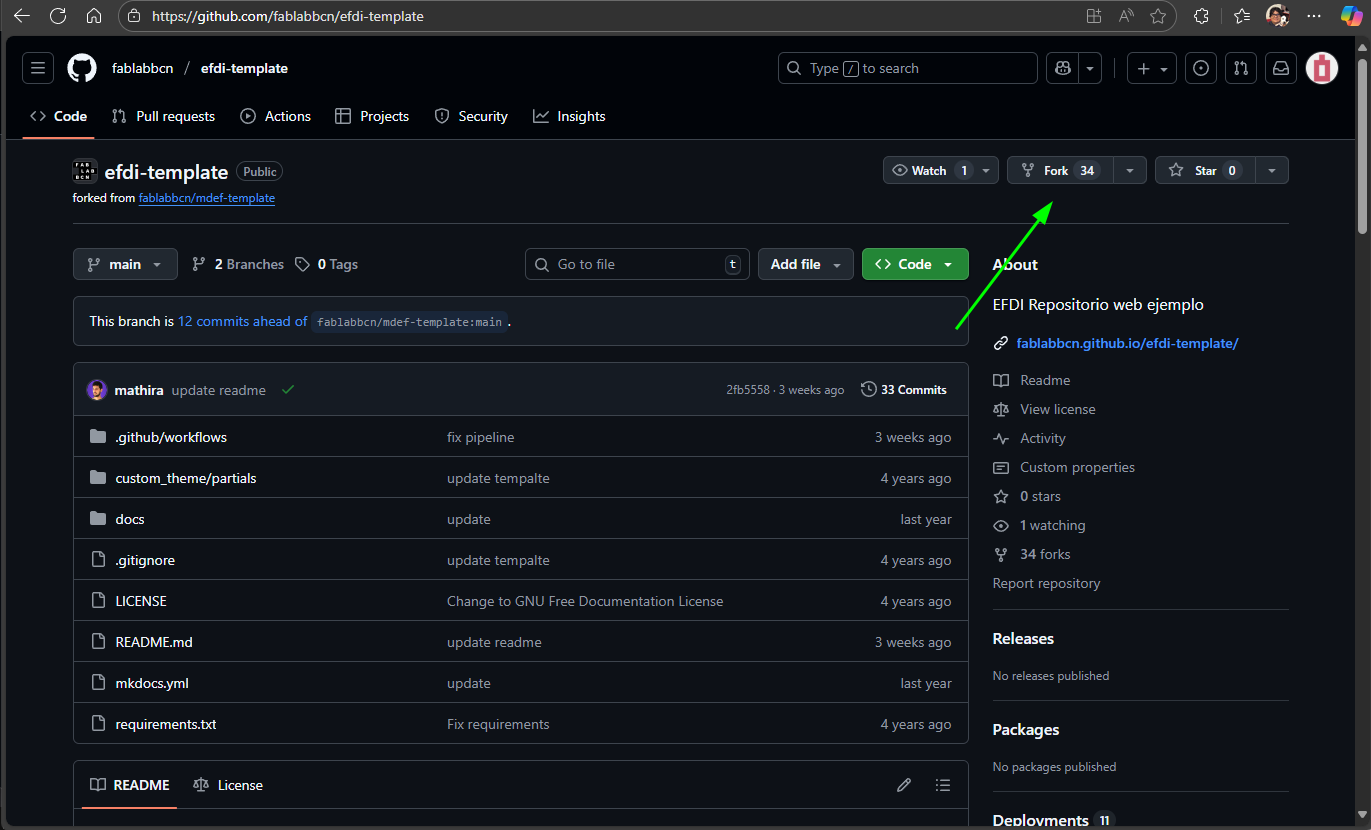 https://github.com/fablabbcn/efdi-template
fablabbcn / efdi-template
Type / to search
Code Pull requests Actions Projects Security Insights
FAB LAB BCN
efdi-template Public
Watch 1 Fork 34 Star 0
forked from fablabbcn/mdef-template
main 2 Branches 0 Tags Go to file t Add file Code
This branch is 12 commits ahead of fablabbcn/mdef-template:main .
mathira update readme 2fb5558 · 3 weeks ago 33 Commits
.github/workflows fix pipeline 3 weeks ago
custom_theme/partials update tempalte 4 years ago
docs update last year
.gitignore update tempalte 4 years ago
LICENSE Change to GNU Free Documentation License 4 years ago
README.md update readme 3 weeks ago
mkdocs.yml update last year
requirements.txt Fix requirements 4 years ago
README License
About
EFDI Repositorio web ejemplo
fablabbcn.github.io/efdi-template/
Readme
View license
Activity
Custom properties
0 stars
1 watching
34 forks
Report repository
Releases
No releases published
Packages
No packages published
Deployments 11